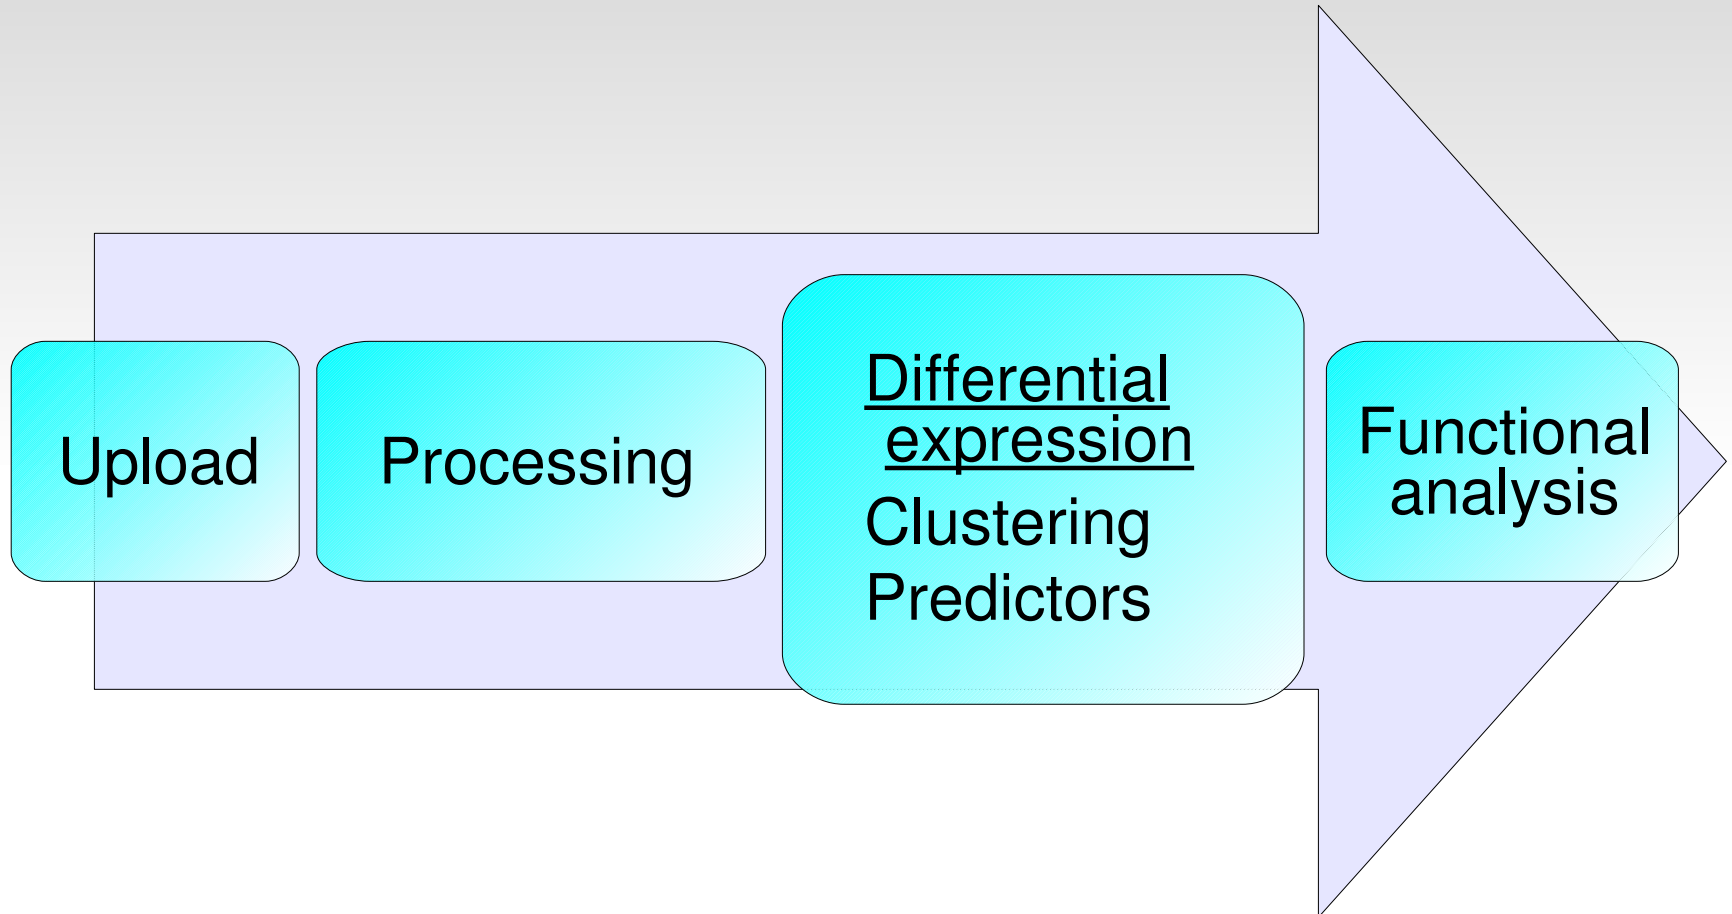 Upload
Processing
Differential
expression
Clustering
Predictors
Functional
analysis